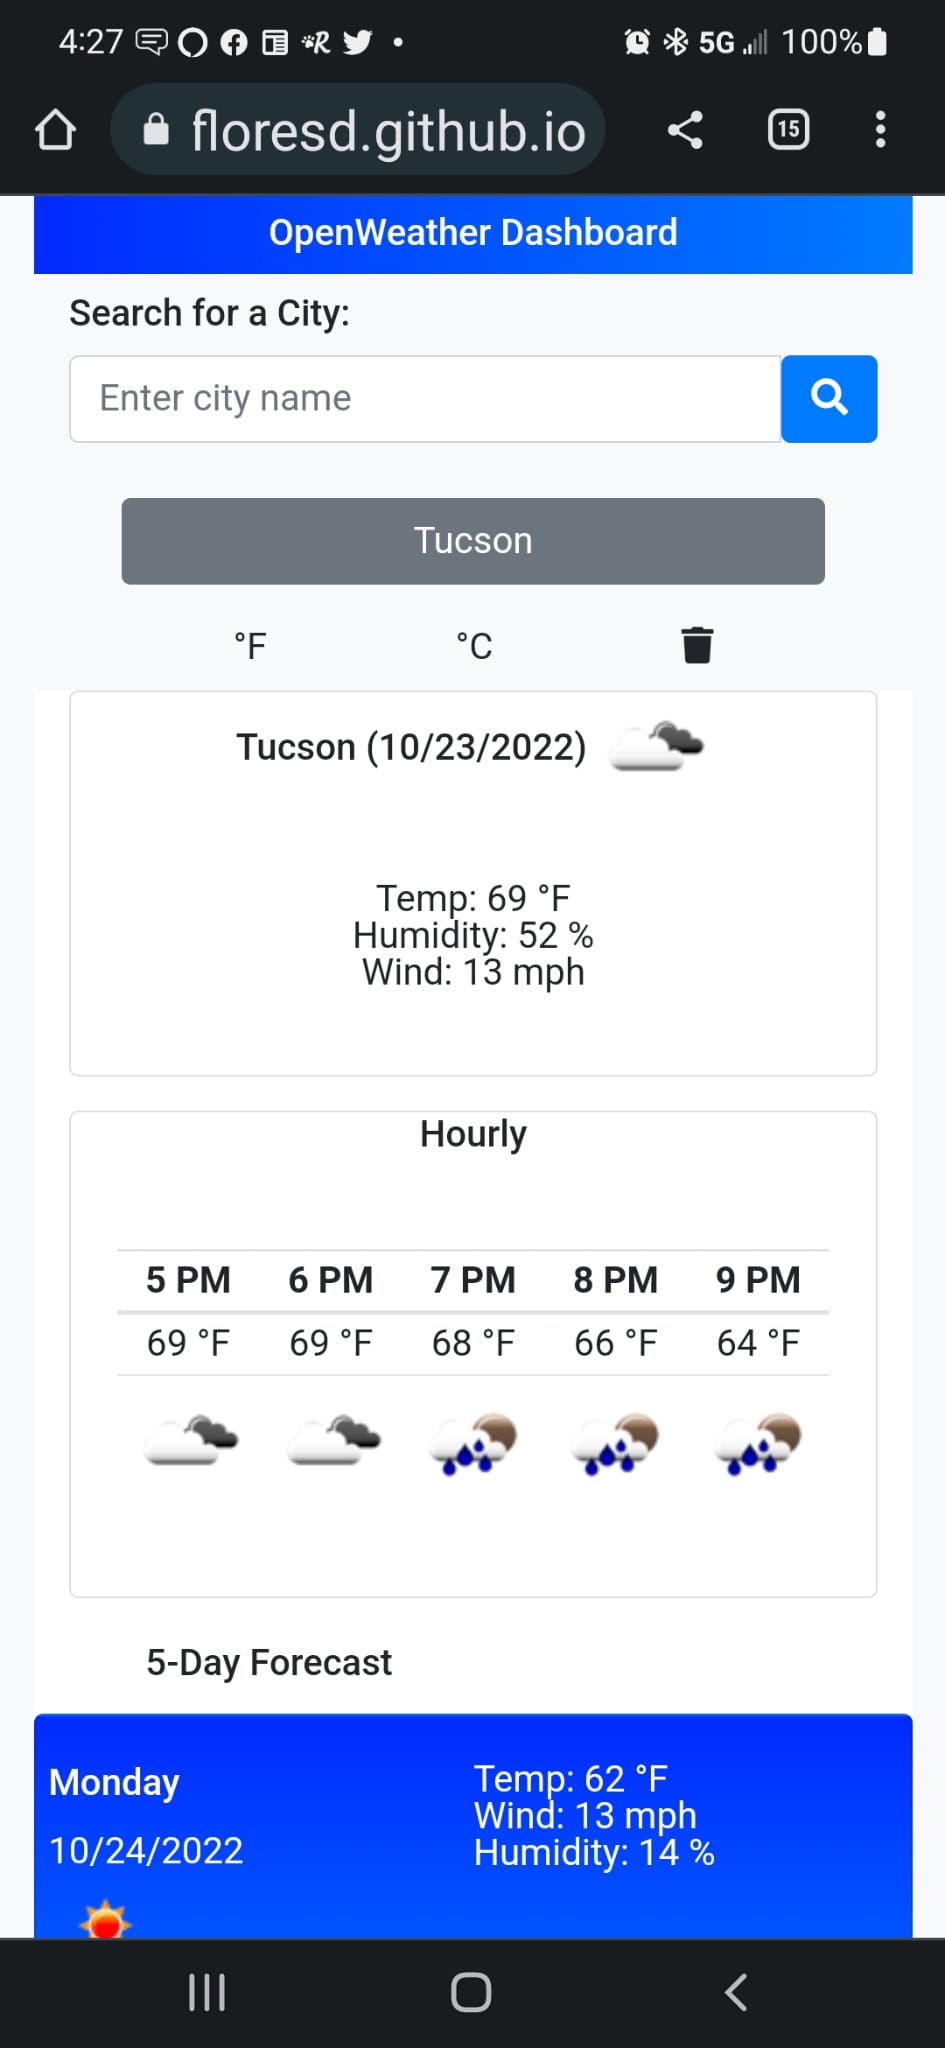 4:27 R 5G 100%
floresd.github.io 15
OpenWeather Dashboard
Search for a City:
Enter city name
Tucson
°F °C
Tucson (10/23/2022)
Temp: 69 °F
Humidity: 52 %
Wind: 13 mph
Hourly
5 PM 6 PM 7 PM 8 PM 9 PM
69 °F 69 °F 68 °F 66 °F 64 °F
5-Day Forecast
Monday
Temp: 62 °F
Wind: 13 mph
10/24/2022
Humidity: 14 %